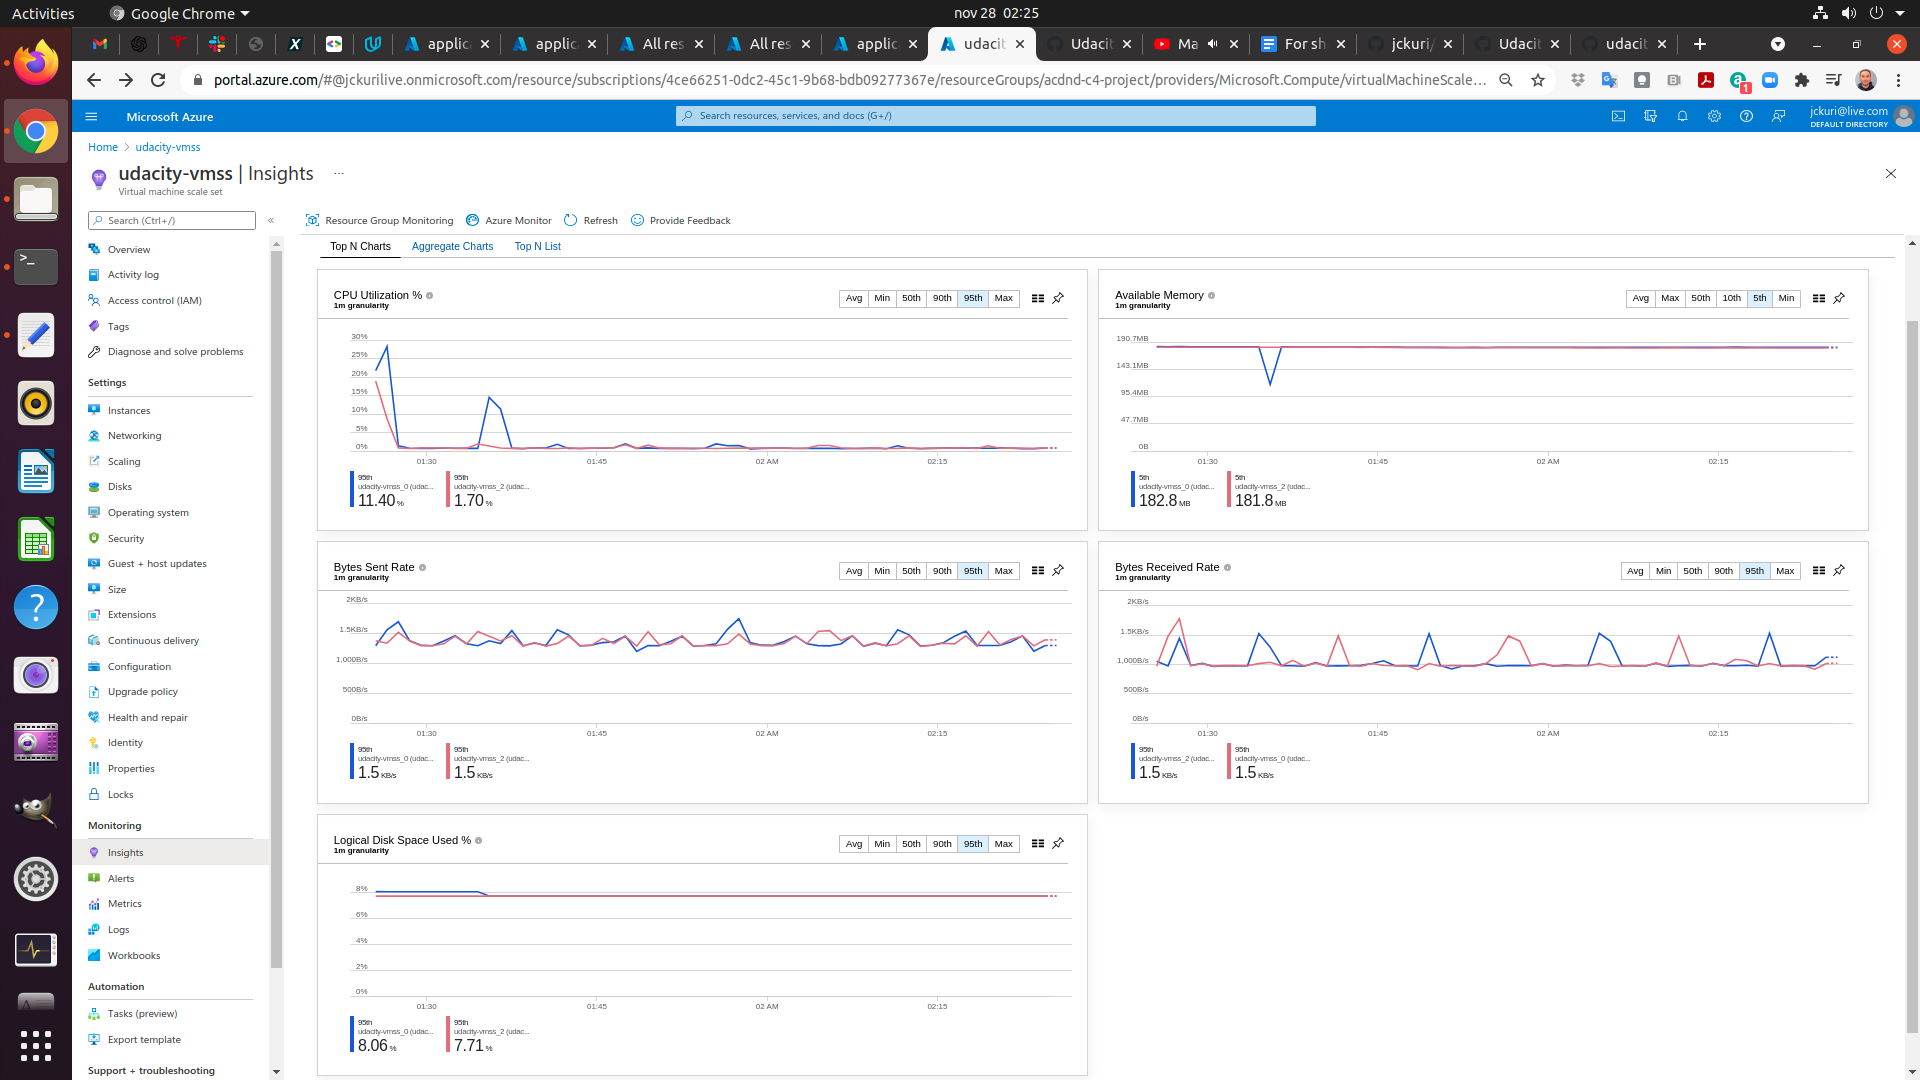 Activities
Google Chrome
nov 28 02:25
applica
applic
All res
All res
applic
udacit
Udacit
Ma
For sh
jckuri/
Udacit
udacit
portal.azure.com/#@jckurilive.onmicrosoft.com/resource/subscriptions/4ce66251-0dc2-45c1-9b68-bdb09277367e/resourceGroups/acdnd-c4-project/providers/Microsoft.Compute/virtualMachineScale...
1
Microsoft Azure
Search resources, services, and docs (G+/)
jckuri@live.com
DEFAULT DIRECTORY
Home > udacity-vmss
udacity-vmss | Insights ...
Virtual machine scale set
Search (Ctrl+/)
«
Overview
Activity log
Access control (IAM)
Tags
Diagnose and solve problems
Settings
Instances
Networking
Scaling
Disks
Operating system
Security
Guest + host updates
Size
Extensions
Continuous delivery
Configuration
Upgrade policy
Health and repair
Identity
Properties
Locks
Monitoring
Insights
Alerts
Metrics
Logs
Workbooks
Automation
Tasks (preview)
Export template
Support + troubleshooting
Resource Group Monitoring
Azure Monitor
Refresh
Provide Feedback
Top N Charts
Aggregate Charts
Top N List
CPU Utilization %
1m granularity
Avg Min 50th 90th 95th Max
30%
25%
20%
15%
10%
5%
0%
01:30 01:45 02 AM 02:15
95th 95th
udacity-vmss_0 (udac... udacity-vmss_2 (udac...
11.40 % 1.70 %
Available Memory
1m granularity
Avg Max 50th 10th 5th Min
190.7MB
143.1MB
95.4MB
47.7MB
0B
01:30 01:45 02 AM 02:15
5th 5th
udacity-vmss_0 (udac... udacity-vmss_2 (udac...
182.8 MB 181.8 MB
Bytes Sent Rate
1m granularity
Avg Min 50th 90th 95th Max
2KB/s
1.5KB/s
1,000B/s
500B/s
0B/s
01:30 01:45 02 AM 02:15
95th 95th
udacity-vmss_0 (udac... udacity-vmss_2 (udac...
1.5 KB/s 1.5 KB/s
Bytes Received Rate
1m granularity
Avg Min 50th 90th 95th Max
2KB/s
1.5KB/s
1,000B/s
500B/s
0B/s
01:30 01:45 02 AM 02:15
95th 95th
udacity-vmss_2 (udac... udacity-vmss_0 (udac...
1.5 KB/s 1.5 KB/s
Logical Disk Space Used %
1m granularity
Avg Min 50th 90th 95th Max
8%
6%
4%
2%
0%
01:30 01:45 02 AM 02:15
95th 95th
udacity-vmss_0 (udac... udacity-vmss_2 (udac...
8.06 % 7.71 %